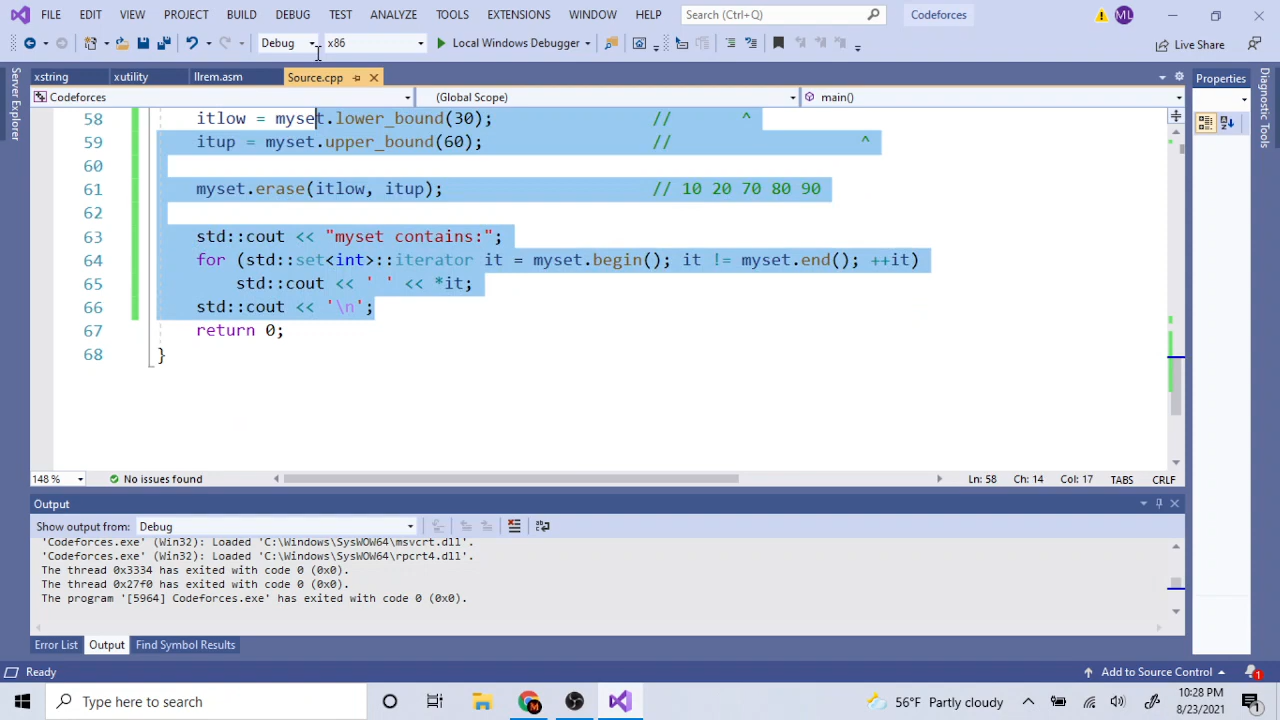 FILE EDIT VIEW PROJECT BUILD DEBUG TEST ANALYZE TOOLS EXTENSIONS WINDOW HELP Search (Ctrl+Q) Codeforces ML
Debug x86 Local Windows Debugger Live Share
xstring xutility llrem.asm Source.cpp Properties
Codeforces (Global Scope) main()
Server Explorer
Diagnostic Tools
58 itlow = myset.lower_bound(30); // ^
59 itup = myset.upper_bound(60); // ^
60
61 myset.erase(itlow, itup); // 10 20 70 80 90
62
63 std::cout << "myset contains:";
64 for (std::set<int>::iterator it = myset.begin(); it != myset.end(); ++it)
65 std::cout << ' ' << *it;
66 std::cout << '\n';
67 return 0;
68 }
148 % No issues found Ln: 58 Ch: 14 Col: 17 TABS CRLF
Output
Show output from: Debug
'Codeforces.exe' (Win32): Loaded 'C:\Windows\SysWOW64\msvcrt.dll'.
'Codeforces.exe' (Win32): Loaded 'C:\Windows\SysWOW64\rpcrt4.dll'.
The thread 0x3334 has exited with code 0 (0x0).
The thread 0x27f0 has exited with code 0 (0x0).
The program '[5964] Codeforces.exe' has exited with code 0 (0x0).
Error List Output Find Symbol Results
Ready Add to Source Control 1
Type here to search 56°F Partly cloudy 10:28 PM
8/23/2021 1